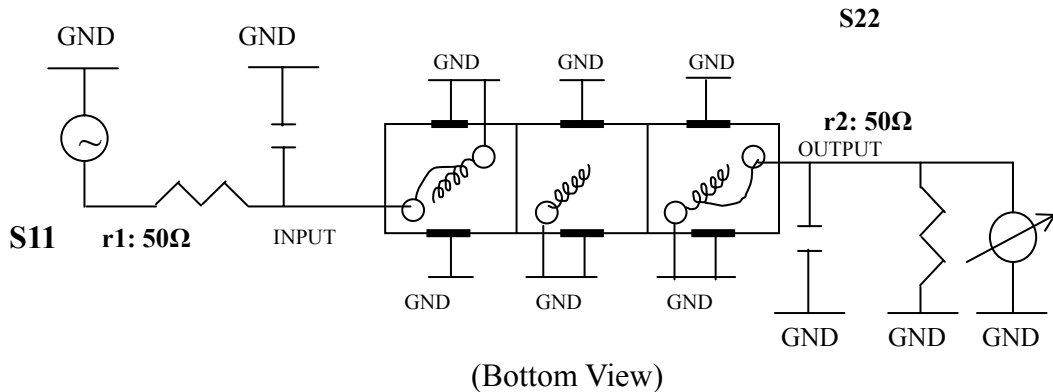 S22
GND
GND
GND
GND
GND
r2: 50Ω
OUTPUT
S11
r1: 50Ω
INPUT
GND
GND
GND
GND
GND
GND
(Bottom View)